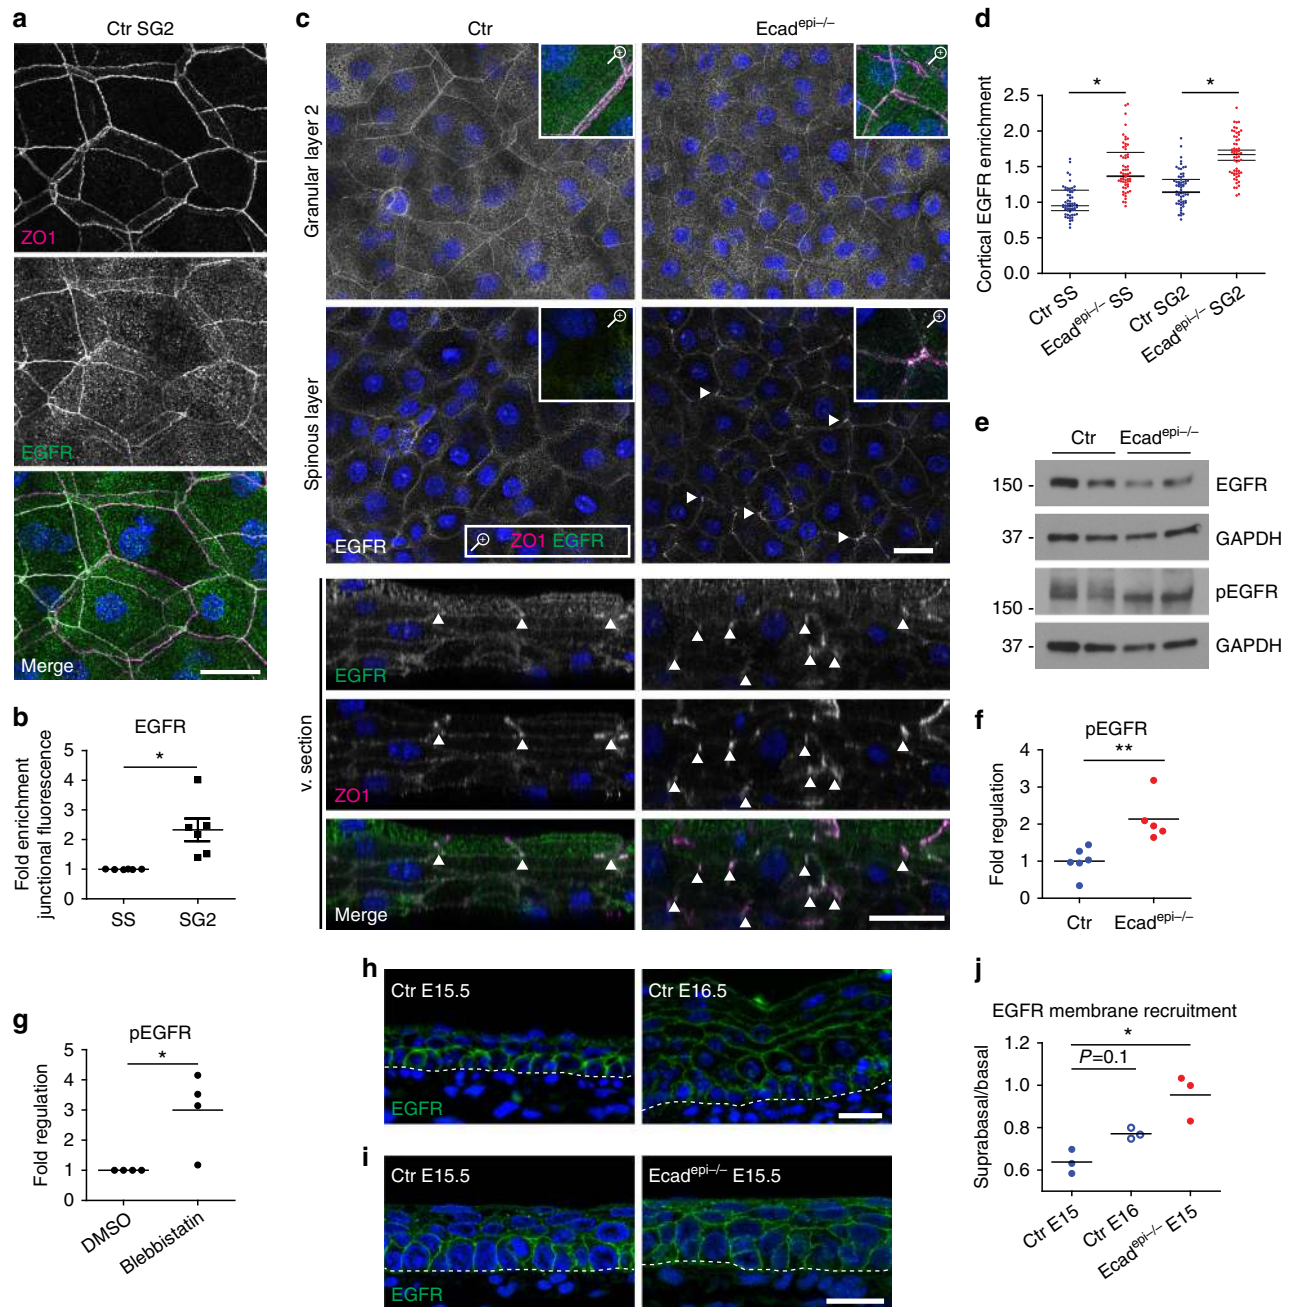 a
Ctr SG2
ZO1
EGFR
Merge
b
EGFR
*
Fold enrichment
junctional fluorescence
5
4
3
2
1
0
SS
SG2
c
Ctr
Ecad^epi–/–
Granular layer 2
Spinous layer
EGFR
ZO1 EGFR
v. section
EGFR
ZO1
Merge
d
Cortical EGFR enrichment
2.5
2.0
1.5
1.0
0.5
0.0
*
*
Ctr SS
Ecad^epi–/– SS
Ctr SG2
Ecad^epi–/– SG2
e
Ctr
Ecad^epi–/–
150 -
EGFR
37 -
GAPDH
150 -
pEGFR
37 -
GAPDH
f
pEGFR
**
Fold regulation
4
3
2
1
0
Ctr
Ecad^epi–/–
g
pEGFR
*
Fold regulation
5
4
3
2
1
0
DMSO
Blebbistatin
h
Ctr E15.5
Ctr E16.5
EGFR
i
Ctr E15.5
Ecad^epi–/– E15.5
EGFR
j
EGFR membrane recruitment
*
P=0.1
Suprabasal/basal
1.2
1.0
0.8
0.6
Ctr E15
Ctr E16
Ecad^epi–/– E15